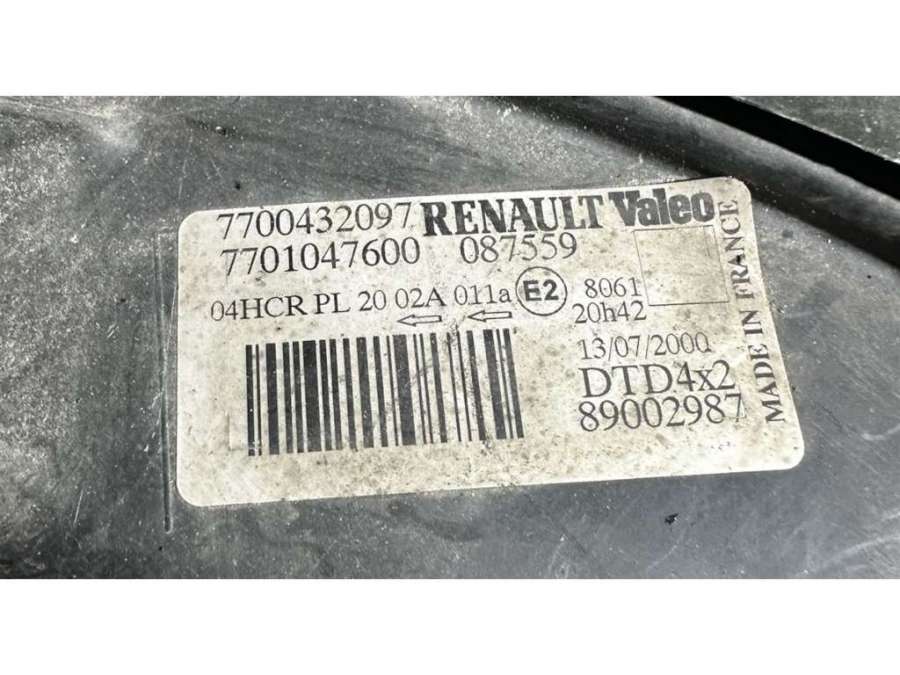 7700432097 RENAULT Valeo
7701047600 087559
04HCR PL 20 02A 011a E2 8061
20h42
13/07/2000
DTD4x2
89002987
MADE IN FRANCE